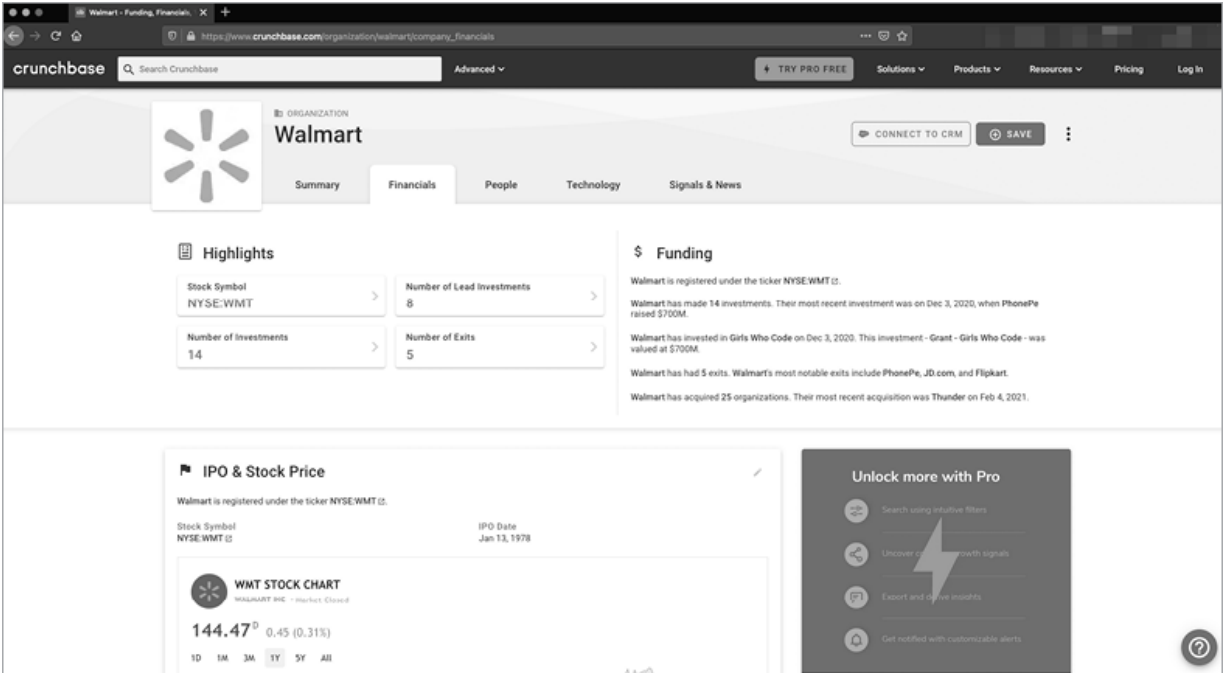 Walmart - Funding, Financials, X +
https://www.crunchbase.com/organization/walmart/company_financials
crunchbase Search Crunchbase Advanced TRY PRO FREE Solutions Products Resources Pricing Log In
ORGANIZATION
Walmart
CONNECT TO CRM SAVE
Summary Financials People Technology Signals & News
Highlights
Stock Symbol
NYSE:WMT
Number of Lead Investments
8
Number of Investments
14
Number of Exits
5
$ Funding
Walmart is registered under the ticker NYSE:WMT.
Walmart has made 14 investments. Their most recent investment was on Dec 3, 2020, when PhonePe
raised $700M.
Walmart has invested in Girls Who Code on Dec 3, 2020. This investment - Grant - Girls Who Code - was
valued at $700M.
Walmart has had 5 exits. Walmart's most notable exits include PhonePe, JD.com, and Flipkart.
Walmart has acquired 25 organizations. Their most recent acquisition was Thunder on Feb 4, 2021.
IPO & Stock Price
Walmart is registered under the ticker NYSE:WMT.
Stock Symbol
NYSE:WMT
IPO Date
Jan 13, 1978
WMT STOCK CHART
WALMART INC - Market Closed
144.47 D 0.45 (0.31%)
1D 1M 3M 1Y 5Y All
Unlock more with Pro
Search using intuitive filters
Uncover growth signals
Export and insights
Get notified with customizable alerts
?